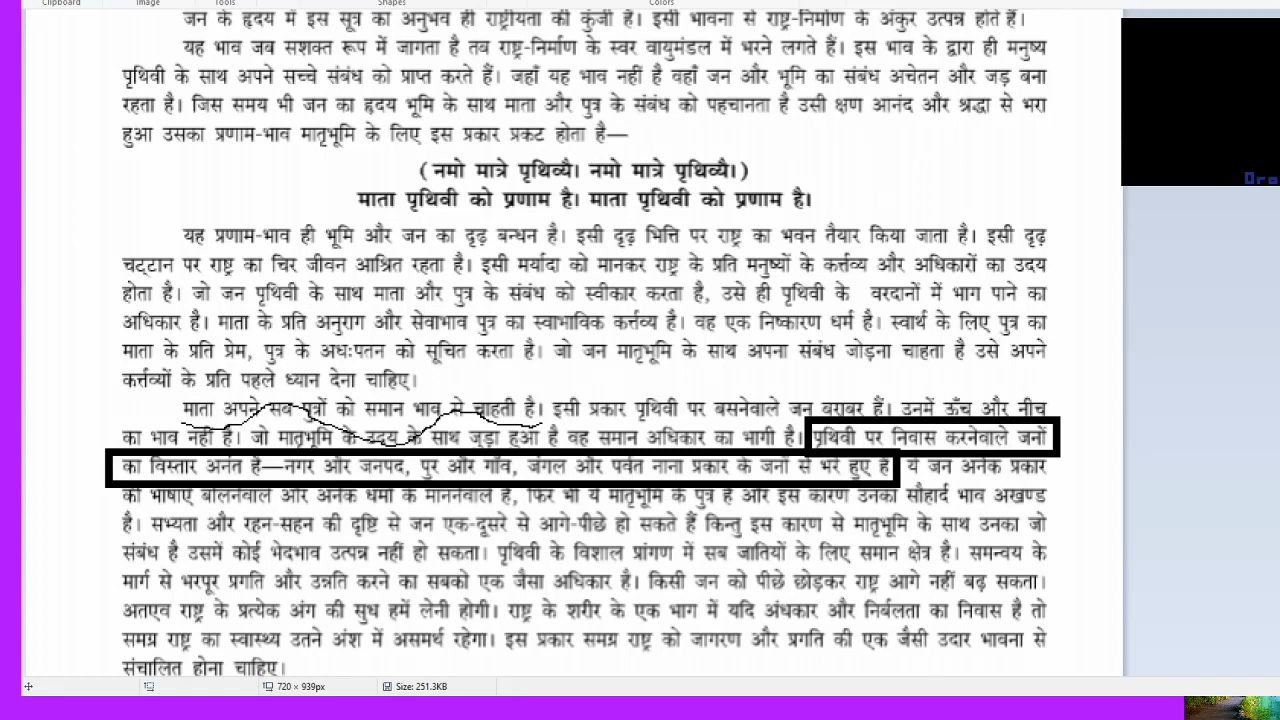 Clipboard Image Tools Shapes Colors
जन के हृदय में इस सूत्र का अनुभव ही राष्ट्रीयता की कुंजी है। इसी भावना से राष्ट्र-निर्माण के अंकुर उत्पन्न होते हैं।
यह भाव जब सशक्त रूप में जागता है तब राष्ट्र-निर्माण के स्वर वायुमंडल में भरने लगते हैं। इस भाव के द्वारा ही मनुष्य
पृथिवी के साथ अपने सच्चे संबंध को प्राप्त करते हैं। जहाँ यह भाव नहीं है वहाँ जन और भूमि का संबंध अचेतन और जड़ बना
रहता है। जिस समय भी जन का हृदय भूमि के साथ माता और पुत्र के संबंध को पहचानता है उसी क्षण आनंद और श्रद्धा से भरा
हुआ उसका प्रणाम-भाव मातृभूमि के लिए इस प्रकार प्रकट होता है—
(नमो मात्रे पृथिव्यै। नमो मात्रे पृथिव्यै।)
माता पृथिवी को प्रणाम है। माता पृथिवी को प्रणाम है।
यह प्रणाम-भाव ही भूमि और जन का दृढ़ बन्धन है। इसी दृढ़ भित्ति पर राष्ट्र का भवन तैयार किया जाता है। इसी दृढ़
चट्टान पर राष्ट्र का चिर जीवन आश्रित रहता है। इसी मर्यादा को मानकर राष्ट्र के प्रति मनुष्यों के कर्त्तव्य और अधिकारों का उदय
होता है। जो जन पृथिवी के साथ माता और पुत्र के संबंध को स्वीकार करता है, उसे ही पृथिवी के वरदानों में भाग पाने का
अधिकार है। माता के प्रति अनुराग और सेवाभाव पुत्र का स्वाभाविक कर्त्तव्य है। वह एक निष्कारण धर्म है। स्वार्थ के लिए पुत्र का
माता के प्रति प्रेम, पुत्र के अधःपतन को सूचित करता है। जो जन मातृभूमि के साथ अपना संबंध जोड़ना चाहता है उसे अपने
कर्त्तव्यों के प्रति पहले ध्यान देना चाहिए।
माता अपने सब पुत्रों को समान भाव से चाहती है। इसी प्रकार पृथिवी पर बसनेवाले जन बराबर हैं। उनमें ऊँच और नीच
का भाव नहीं है। जो मातृभूमि के हृदय के साथ जुड़ा हुआ है वह समान अधिकार का भागी है। पृथिवी पर निवास करनेवाले जनों
का विस्तार अनंत है—नगर और जनपद, पुर और गाँव, जंगल और पर्वत नाना प्रकार के जनों से भरे हुए हैं ये जन अनेक प्रकार
की भाषाएँ बोलनेवाले और अनेक धर्मों के माननेवाले हैं, फिर भी ये मातृभूमि के पुत्र हैं और इस कारण उनका सौहार्द भाव अखण्ड
है। सभ्यता और रहन-सहन की दृष्टि से जन एक-दूसरे से आगे-पीछे हो सकते हैं किन्तु इस कारण से मातृभूमि के साथ उनका जो
संबंध है उसमें कोई भेदभाव उत्पन्न नहीं हो सकता। पृथिवी के विशाल प्रांगण में सब जातियों के लिए समान क्षेत्र है। समन्वय के
मार्ग से भरपूर प्रगति और उन्नति करने का सबको एक जैसा अधिकार है। किसी जन को पीछे छोड़कर राष्ट्र आगे नहीं बढ़ सकता।
अतएव राष्ट्र के प्रत्येक अंग की सुध हमें लेनी होगी। राष्ट्र के शरीर के एक भाग में यदि अंधकार और निर्बलता का निवास है तो
समग्र राष्ट्र का स्वास्थ्य उतने अंश में असमर्थ रहेगा। इस प्रकार समग्र राष्ट्र को जागरण और प्रगति की एक जैसी उदार भावना से
संचालित होना चाहिए।
720 × 939px Size: 251.3KB